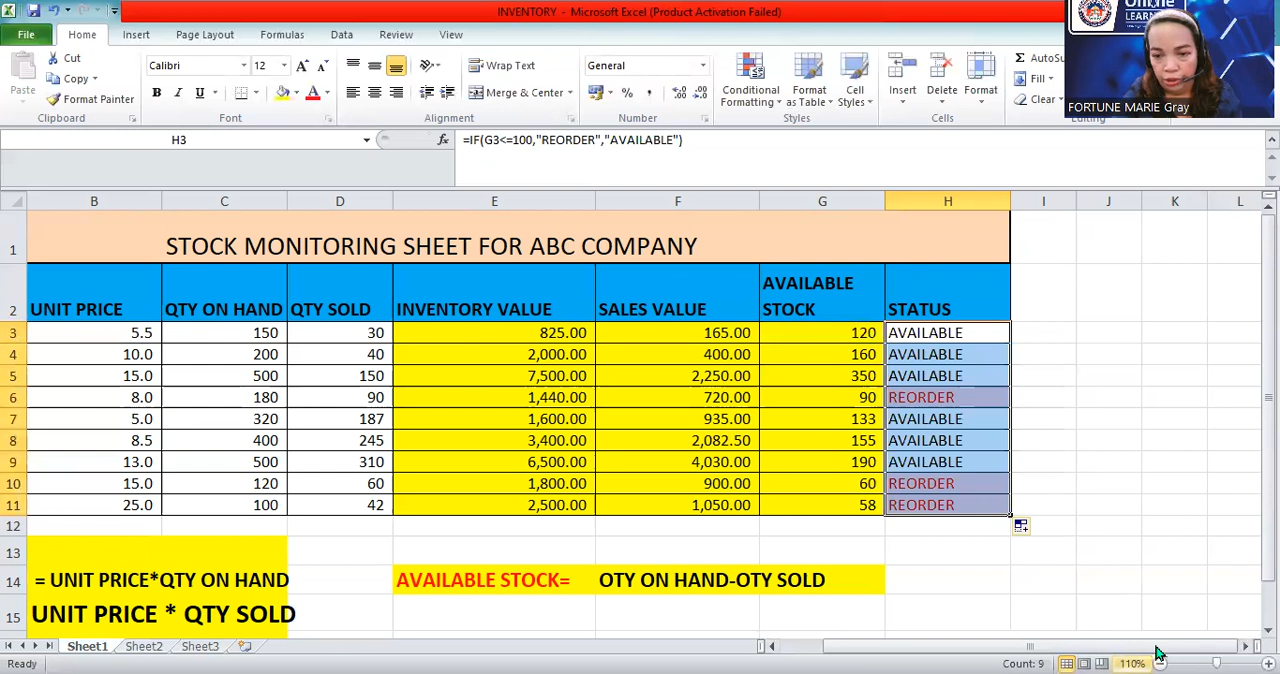 INVENTORY - Microsoft Excel (Product Activation Failed)
File Home Insert Page Layout Formulas Data Review View
Online
LEARN
FORTUNE MARIE Gray
Paste Cut Copy Format Painter
Clipboard
Calibri 12
B I U A
Font
Wrap Text
Merge & Center
Alignment
General
%
Number
Conditional Formatting Format as Table Cell Styles
Styles
Insert Delete Format
Cells
Σ AutoSu
Fill
Clear
Editing
H3 fx =IF(G3<=100,"REORDER","AVAILABLE")
B C D E F G H I J K L
1 STOCK MONITORING SHEET FOR ABC COMPANY
2 UNIT PRICE QTY ON HAND QTY SOLD INVENTORY VALUE SALES VALUE AVAILABLE STOCK STATUS
3 5.5 150 30 825.00 165.00 120 AVAILABLE
4 10.0 200 40 2,000.00 400.00 160 AVAILABLE
5 15.0 500 150 7,500.00 2,250.00 350 AVAILABLE
6 8.0 180 90 1,440.00 720.00 90 REORDER
7 5.0 320 187 1,600.00 935.00 133 AVAILABLE
8 8.5 400 245 3,400.00 2,082.50 155 AVAILABLE
9 13.0 500 310 6,500.00 4,030.00 190 AVAILABLE
10 15.0 120 60 1,800.00 900.00 60 REORDER
11 25.0 100 42 2,500.00 1,050.00 58 REORDER
12
13
14 = UNIT PRICE*QTY ON HAND AVAILABLE STOCK= OTY ON HAND-OTY SOLD
15 UNIT PRICE * QTY SOLD
Sheet1 Sheet2 Sheet3
Ready Count: 9 110%